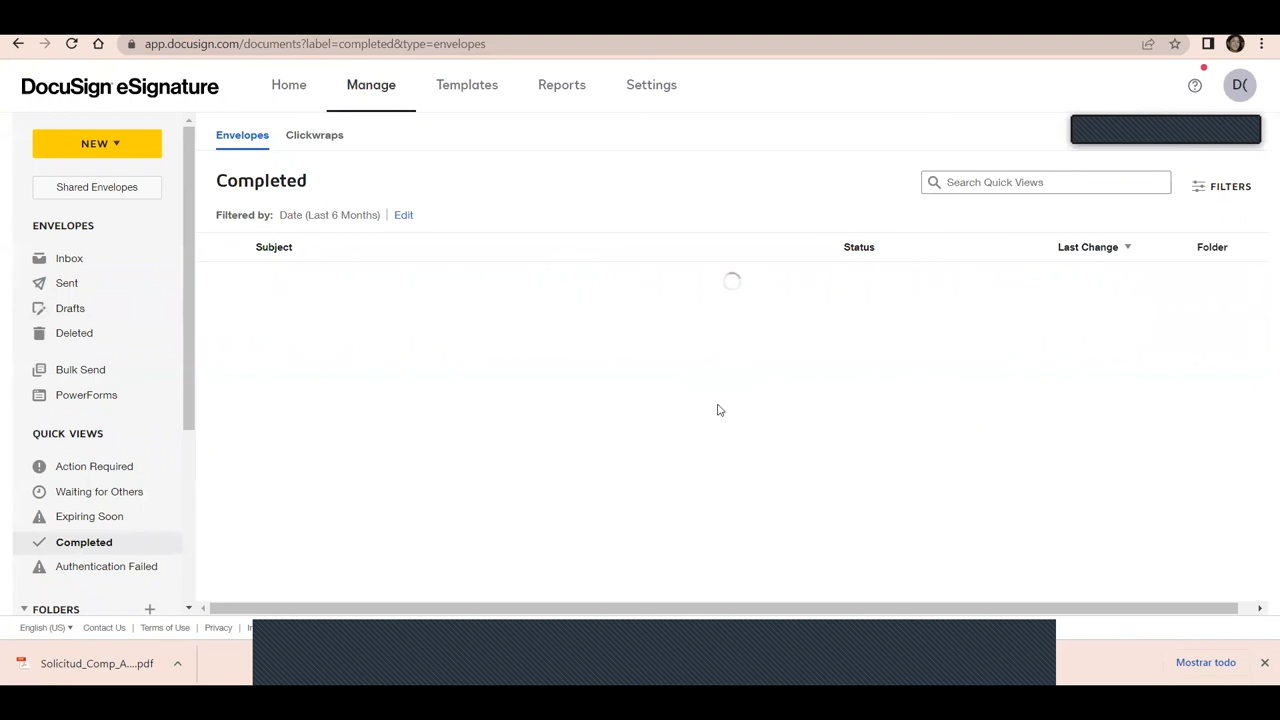 app.docusign.com/documents?label=completed&type=envelopes
DocuSign eSignature
Home
Manage
Templates
Reports
Settings
D(
NEW
Shared Envelopes
ENVELOPES
Inbox
Sent
Drafts
Deleted
Bulk Send
PowerForms
QUICK VIEWS
Action Required
Waiting for Others
Expiring Soon
Completed
Authentication Failed
FOLDERS
Envelopes
Clickwraps
Completed
Search Quick Views
FILTERS
Filtered by: Date (Last 6 Months) | Edit
Subject
Status
Last Change
Folder
English (US)
Contact Us
Terms of Use
Privacy
Solicitud_Comp_A....pdf
Mostrar todo